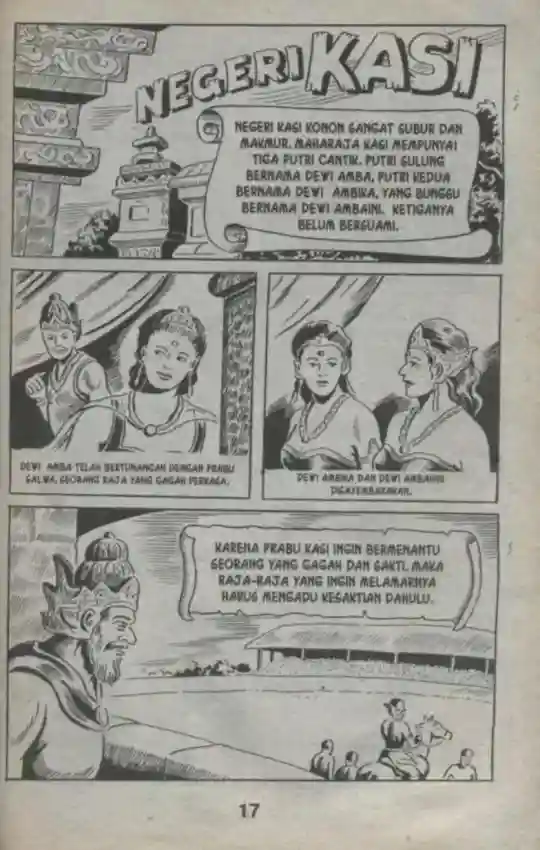 NEGERI KASI
NEGERI KASI KONON SANGAT SUBUR DAN
MAKMUR. MAHARAJA KASI MEMPUNYAI
TIGA PUTRI CANTIK. PUTRI SULUNG
BERNAMA DEWI AMBA, PUTRI KEDUA
BERNAMA DEWI AMBIKA, YANG BUNGSU
BERNAMA DEWI AMBAINI. KETIGANYA
BELUM BERSUAMI.
DEWI AMBA TELAH BERTUNANGAN DENGAN PRABU
SALWA, SEORANG RAJA YANG GAGAH PERKASA.
DEWI AMBIKA DAN DEWI AMBAINI
DISAYEMBARAKAN.
KARENA PRABU KASI INGIN BERMENANTU
SEORANG YANG GAGAH DAN SAKTI, MAKA
RAJA-RAJA YANG INGIN MELAMARNYA
HARUS MENGADU KESAKTIAN DAHULU.
17